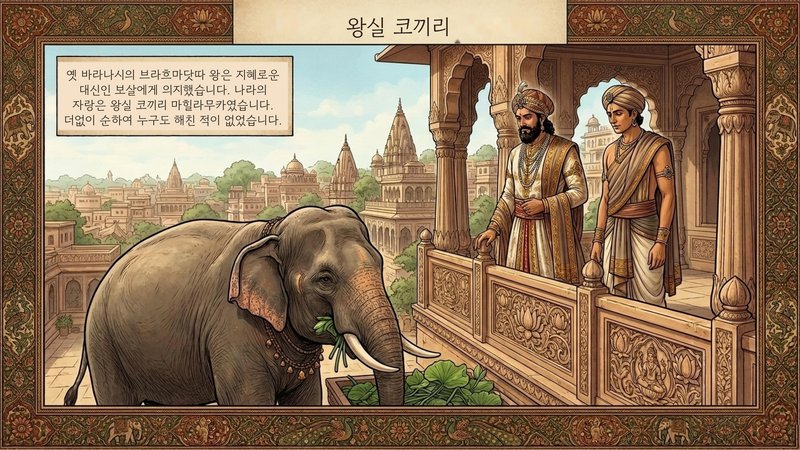 왕실 코끼리
옛 바라나시의 브라흐마닷따 왕은 지혜로운
대신인 보살에게 의지했습니다. 나라의
자랑은 왕실 코끼리 마힐라무카였습니다.
더없이 순하여 누구도 해친 적이 없었습니다.